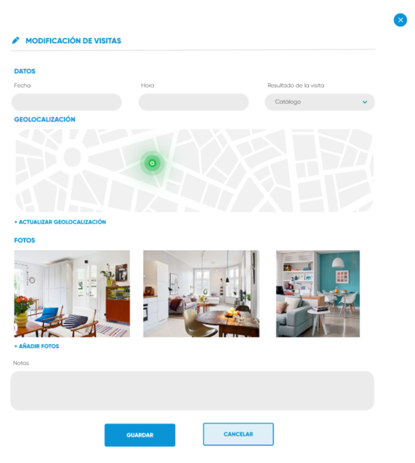 MODIFICACIÓN DE VISITAS
DATOS
Fecha Hora Resultado de la visita
Catálogo
GEOLOCALIZACIÓN
+ ACTUALIZAR GEOLOCALIZACIÓN
FOTOS
+ AÑADIR FOTOS
Notas
GUARDAR CANCELAR